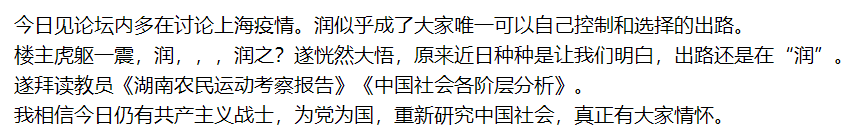 今日见论坛内多在讨论上海疫情。润似乎成了大家唯一可以自己控制和选择的出路。
楼主虎躯一震，润，，，润之？遂恍然大悟，原来近日种种是让我们明白，出路还是在“润”。
遂拜读教员《湖南农民运动考察报告》《中国社会各阶层分析》。
我相信今日仍有共产主义战士，为党为国，重新研究中国社会，真正有大家情怀。